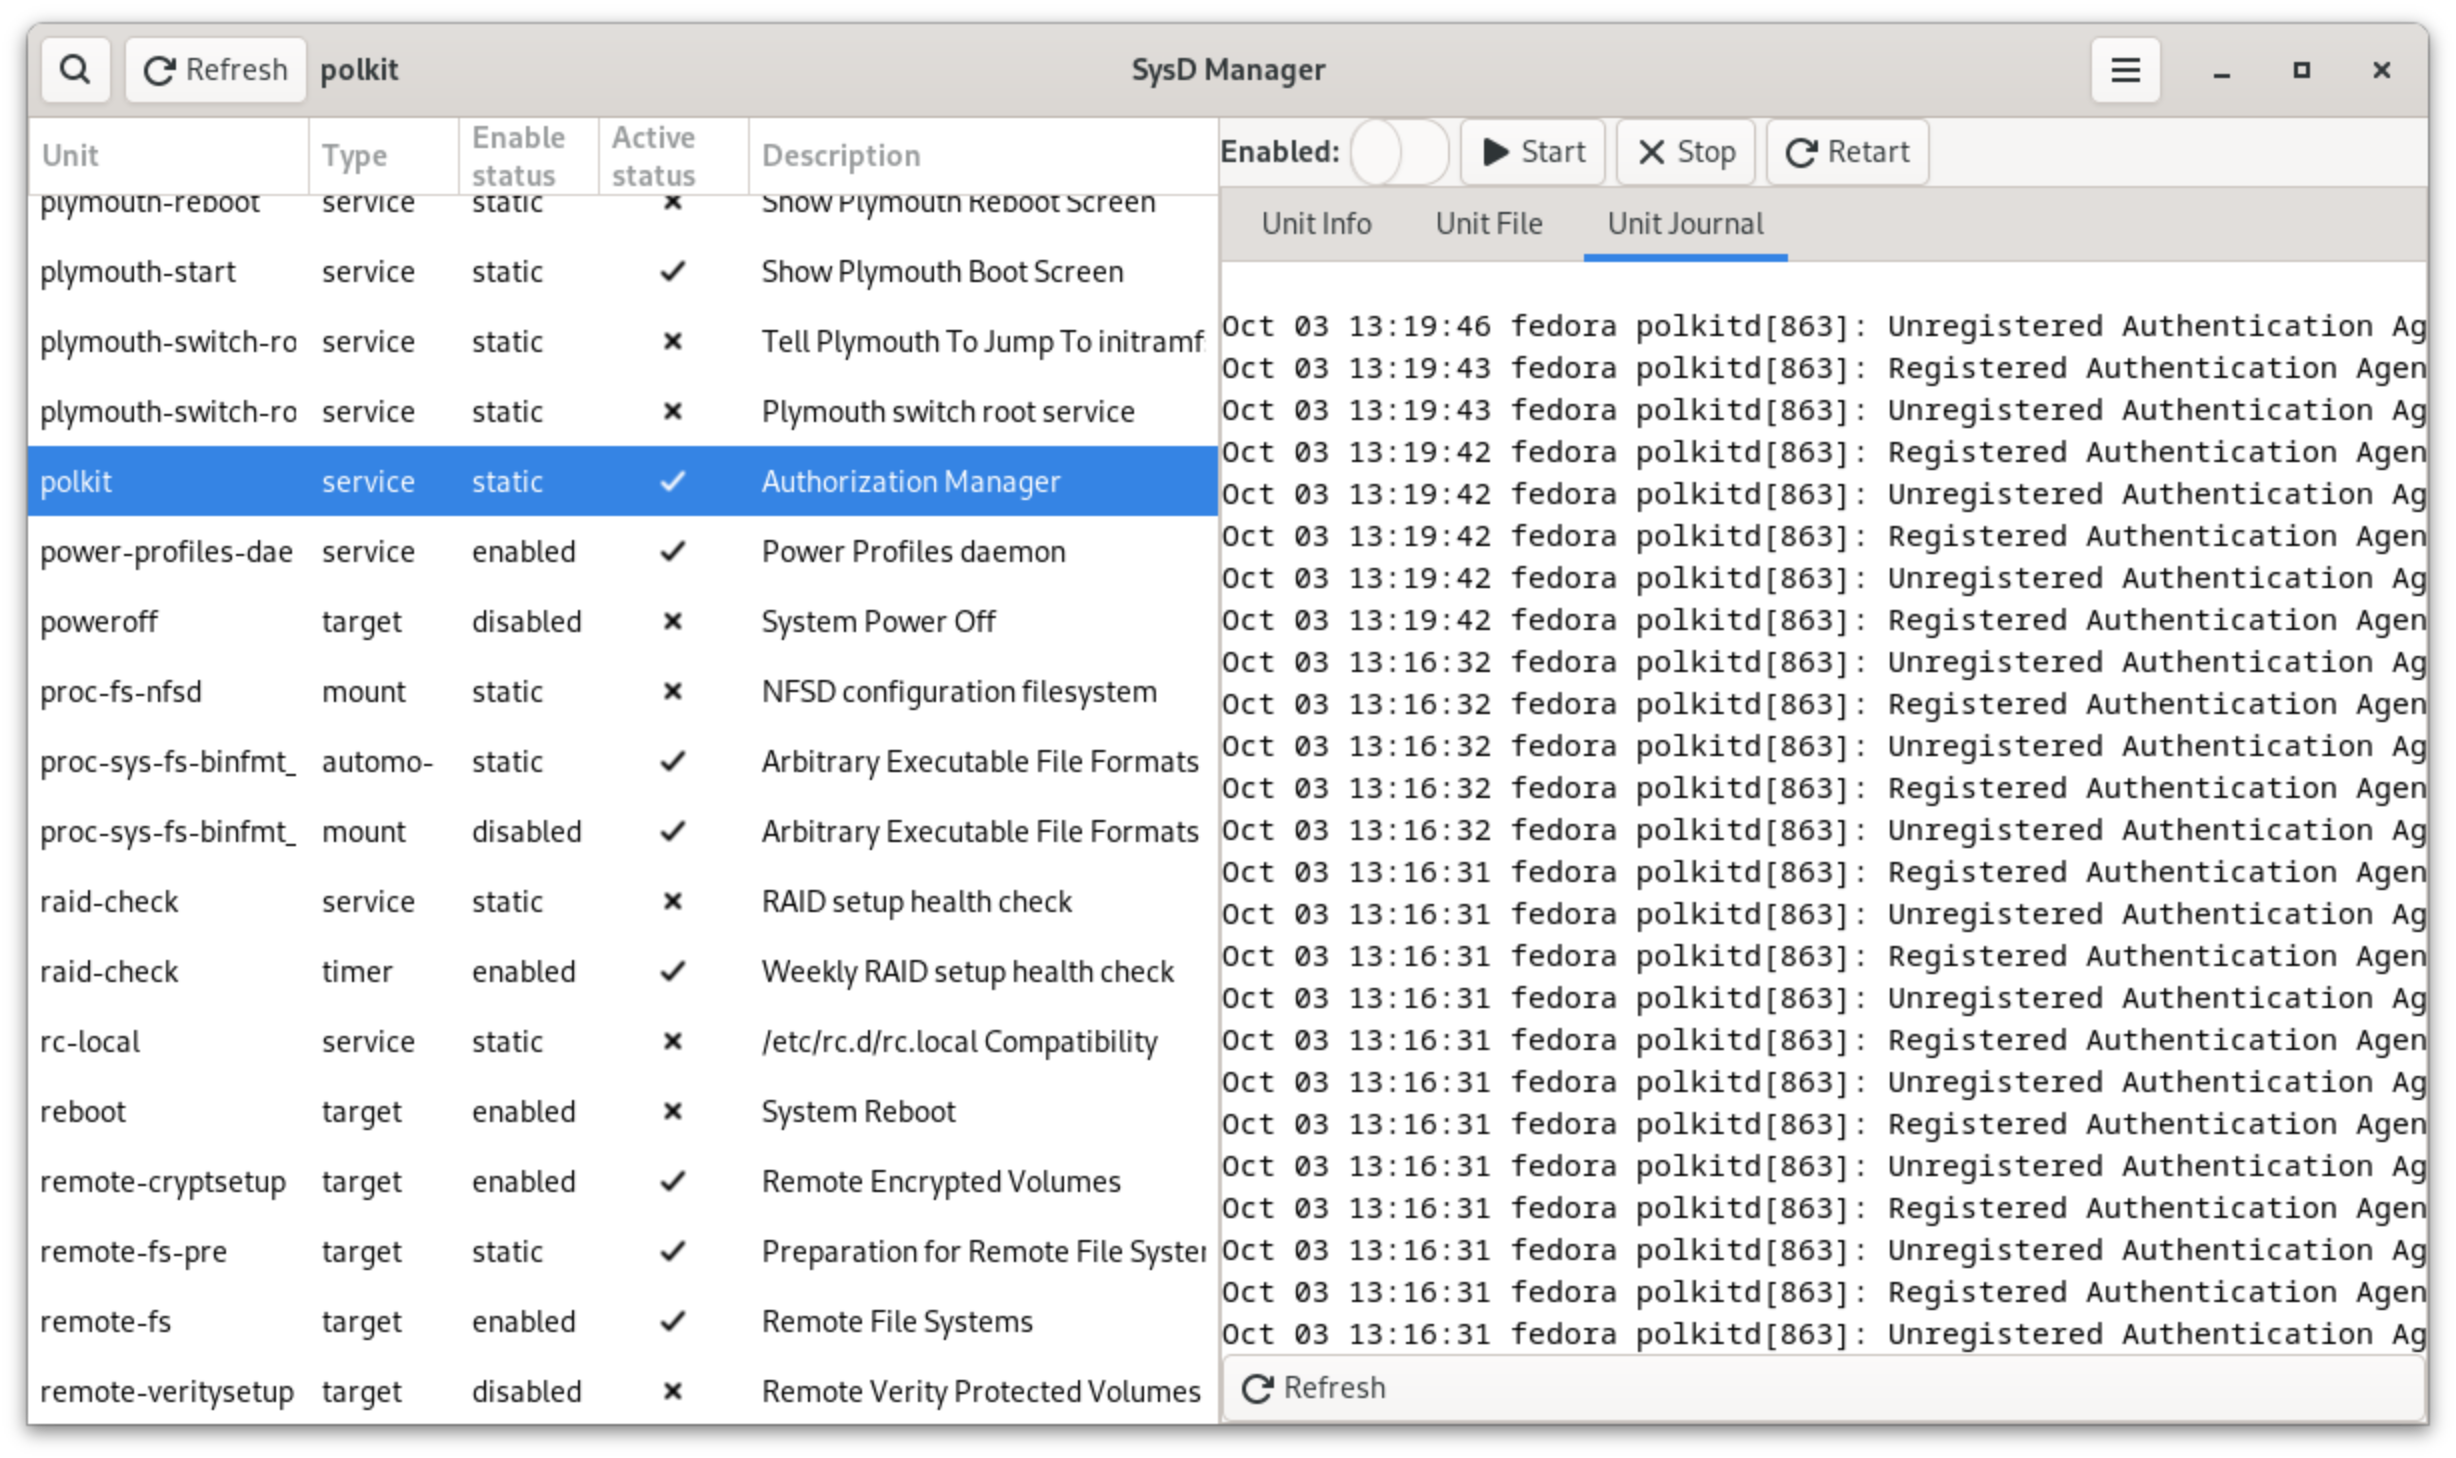 Refresh polkit SysD Manager
Unit Type Enable status Active status Description
plymouth-reboot service static Show Plymouth Reboot Screen
plymouth-start service static Show Plymouth Boot Screen
plymouth-switch-ro service static Tell Plymouth To Jump To initramf
plymouth-switch-ro service static Plymouth switch root service
polkit service static Authorization Manager
power-profiles-dae service enabled Power Profiles daemon
poweroff target disabled System Power Off
proc-fs-nfsd mount static NFSD configuration filesystem
proc-sys-fs-binfmt_ automo- static Arbitrary Executable File Formats
proc-sys-fs-binfmt_ mount disabled Arbitrary Executable File Formats
raid-check service static RAID setup health check
raid-check timer enabled Weekly RAID setup health check
rc-local service static /etc/rc.d/rc.local Compatibility
reboot target enabled System Reboot
remote-cryptsetup target enabled Remote Encrypted Volumes
remote-fs-pre target static Preparation for Remote File System
remote-fs target enabled Remote File Systems
remote-veritysetup target disabled Remote Verity Protected Volumes
Enabled: Start Stop Retart
Unit Info Unit File Unit Journal
Oct 03 13:19:46 fedora polkitd[863]: Unregistered Authentication Ag
Oct 03 13:19:43 fedora polkitd[863]: Registered Authentication Agen
Oct 03 13:19:43 fedora polkitd[863]: Unregistered Authentication Ag
Oct 03 13:19:42 fedora polkitd[863]: Registered Authentication Agen
Oct 03 13:19:42 fedora polkitd[863]: Unregistered Authentication Ag
Oct 03 13:19:42 fedora polkitd[863]: Registered Authentication Agen
Oct 03 13:19:42 fedora polkitd[863]: Unregistered Authentication Ag
Oct 03 13:19:42 fedora polkitd[863]: Registered Authentication Agen
Oct 03 13:16:32 fedora polkitd[863]: Unregistered Authentication Ag
Oct 03 13:16:32 fedora polkitd[863]: Registered Authentication Agen
Oct 03 13:16:32 fedora polkitd[863]: Unregistered Authentication Ag
Oct 03 13:16:32 fedora polkitd[863]: Registered Authentication Agen
Oct 03 13:16:32 fedora polkitd[863]: Unregistered Authentication Ag
Oct 03 13:16:31 fedora polkitd[863]: Registered Authentication Agen
Oct 03 13:16:31 fedora polkitd[863]: Unregistered Authentication Ag
Oct 03 13:16:31 fedora polkitd[863]: Registered Authentication Agen
Oct 03 13:16:31 fedora polkitd[863]: Unregistered Authentication Ag
Oct 03 13:16:31 fedora polkitd[863]: Registered Authentication Agen
Oct 03 13:16:31 fedora polkitd[863]: Unregistered Authentication Ag
Oct 03 13:16:31 fedora polkitd[863]: Registered Authentication Agen
Oct 03 13:16:31 fedora polkitd[863]: Unregistered Authentication Ag
Oct 03 13:16:31 fedora polkitd[863]: Registered Authentication Agen
Oct 03 13:16:31 fedora polkitd[863]: Unregistered Authentication Ag
Oct 03 13:16:31 fedora polkitd[863]: Registered Authentication Agen
Oct 03 13:16:31 fedora polkitd[863]: Unregistered Authentication Ag
Refresh